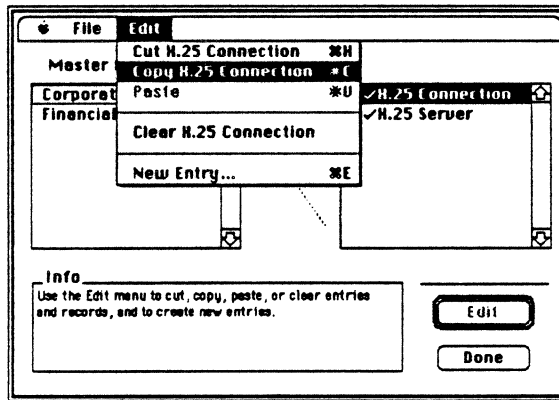 File Edit
Master
Cut X.25 Connection ⌘X
Copy X.25 Connection ⌘C
Paste ⌘V
Clear X.25 Connection
New Entry... ⌘E
Corporat
Financial
✓X.25 Connection
✓X.25 Server
Info
Use the Edit menu to cut, copy, paste, or clear entries
and records, and to create new entries.
Edit
Done